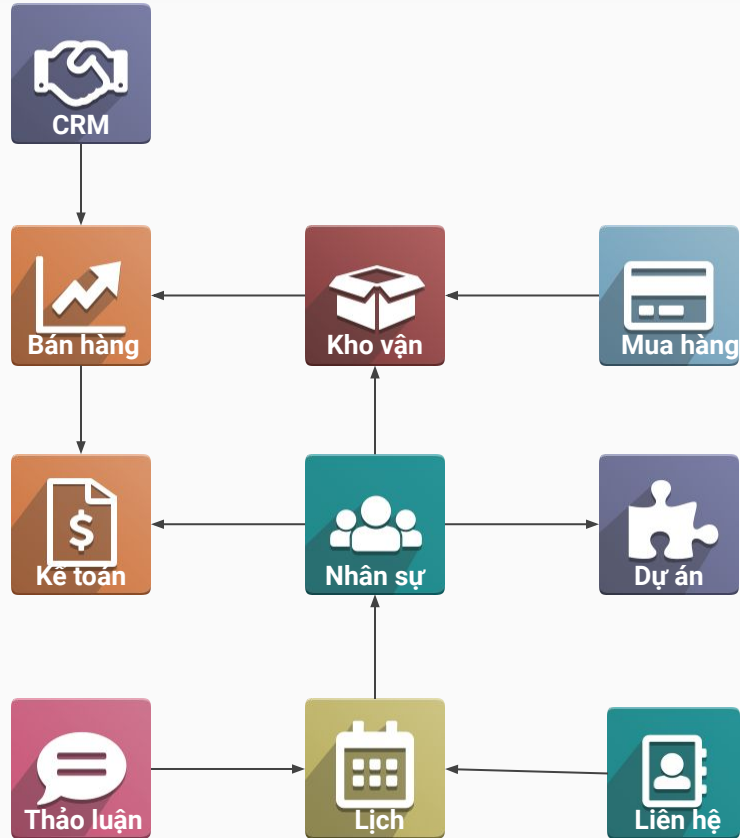 CRM
Bán hàng
Kho vận
Mua hàng
$
Kế toán
Nhân sự
Dự án
Thảo luận
Lịch
Liên hệ